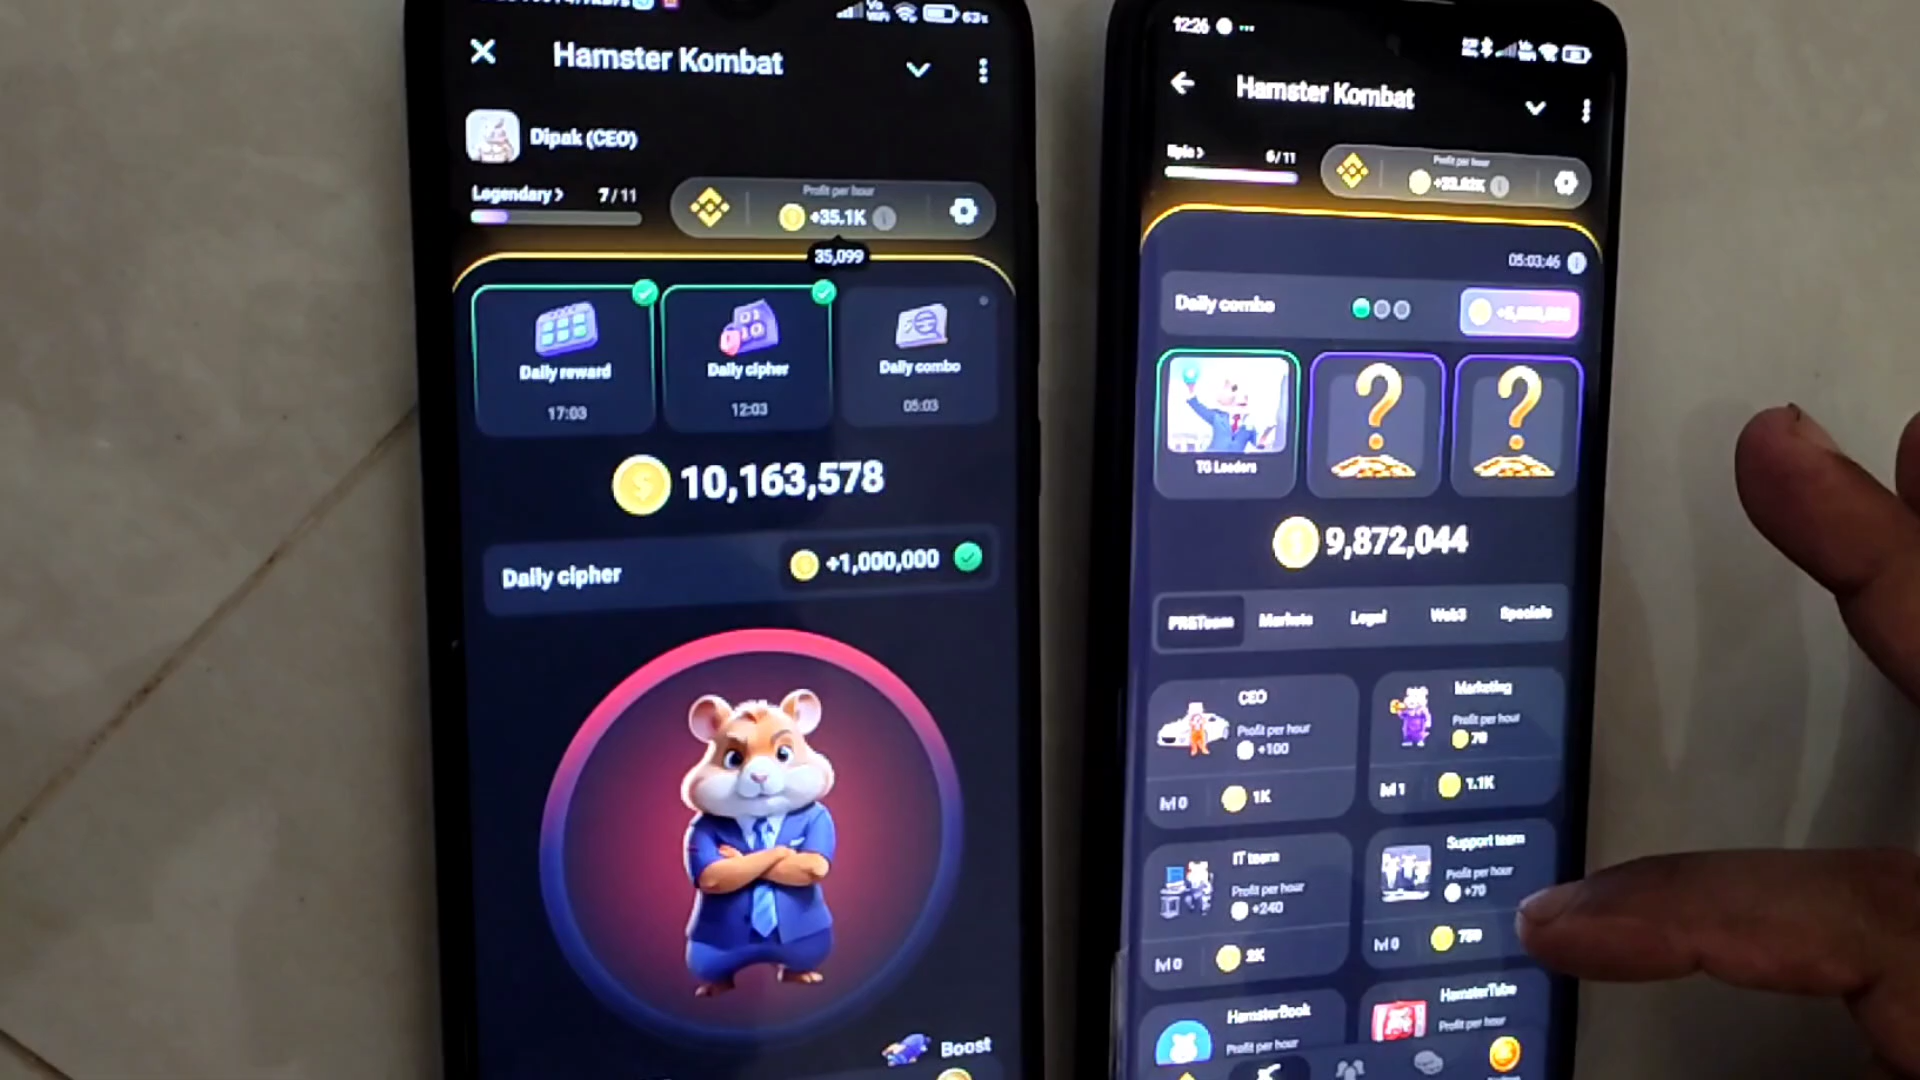 63%
Hamster Kombat
Dipak (CEO)
Legendary > 7/11
Profit per hour
+35.1K
35,099
Daily reward
17:03
Daily cipher
12:03
Daily combo
05:03
10,163,578
Daily cipher
+1,000,000
Boost
12:26
Hamster Kombat
Epic > 6/11
Profit per hour
05:03:46
Daily combo
TG Leaders
9,872,044
PR&Team Markets Legal Web3 Specials
CEO
Profit per hour
+100
lvl 0 1K
Marketing
Profit per hour
70
lvl 1 1.1K
IT team
Profit per hour
+240
lvl 0 2K
Support team
Profit per hour
+70
lvl 0 750
HamsterBook
Profit per hour
HamsterTube
Profit per hour